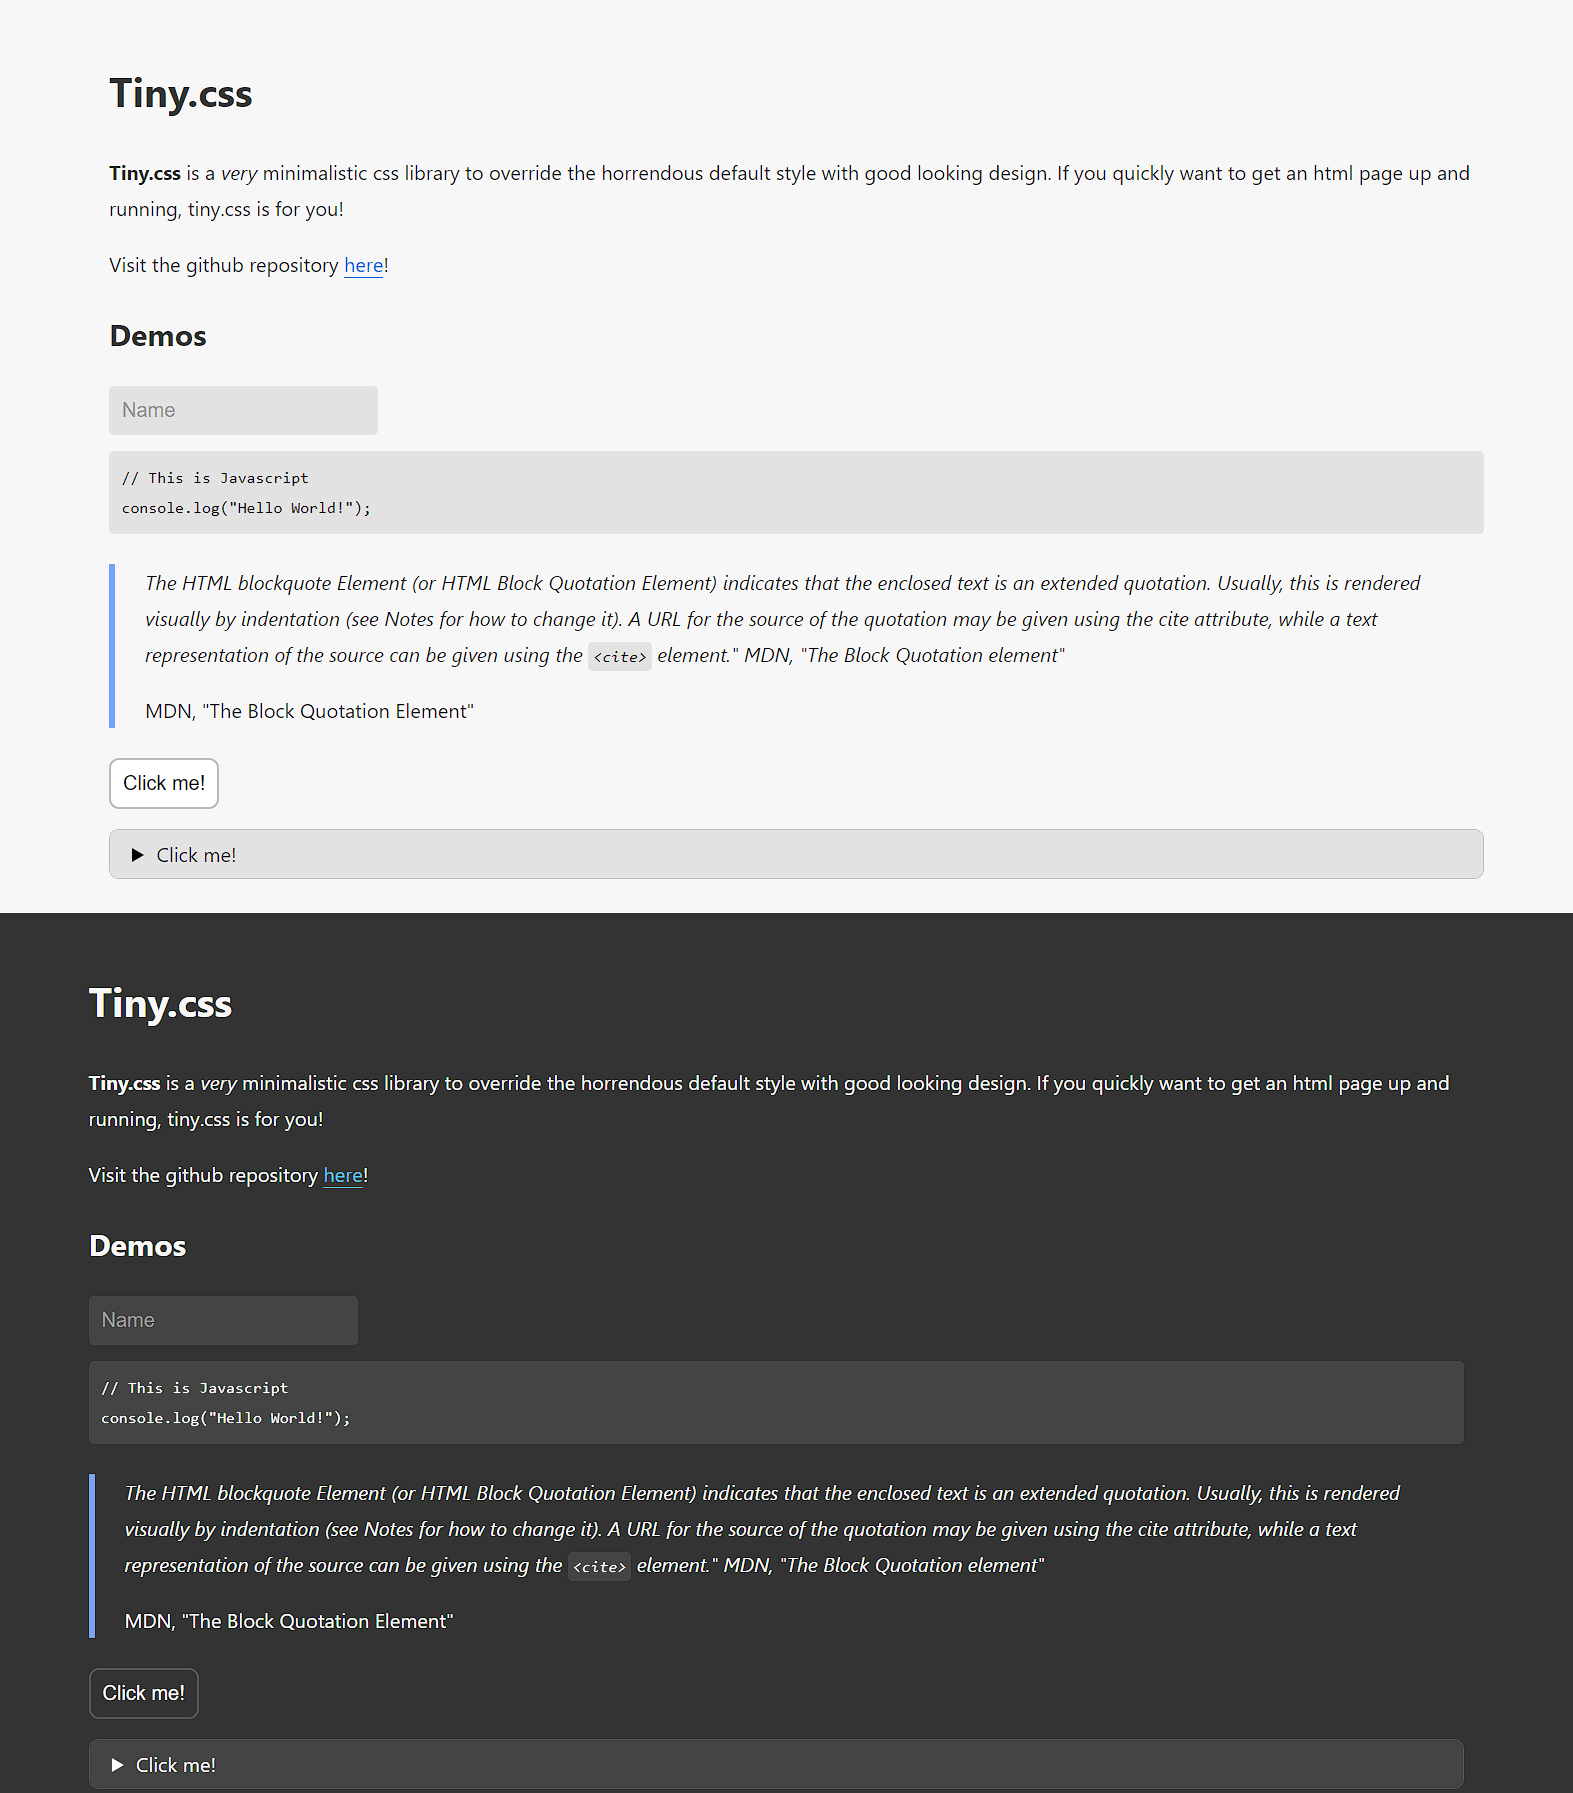 Tiny.css
Tiny.css is a very minimalistic css library to override the horrendous default style with good looking design. If you quickly want to get an html page up and
running, tiny.css is for you!
Visit the github repository here!
Demos
Name
// This is Javascript
console.log("Hello World!");
The HTML blockquote Element (or HTML Block Quotation Element) indicates that the enclosed text is an extended quotation. Usually, this is rendered
visually by indentation (see Notes for how to change it). A URL for the source of the quotation may be given using the cite attribute, while a text
representation of the source can be given using the <cite> element." MDN, "The Block Quotation element"
MDN, "The Block Quotation Element"
Click me!
Click me!
Tiny.css
Tiny.css is a very minimalistic css library to override the horrendous default style with good looking design. If you quickly want to get an html page up and
running, tiny.css is for you!
Visit the github repository here!
Demos
Name
// This is Javascript
console.log("Hello World!");
The HTML blockquote Element (or HTML Block Quotation Element) indicates that the enclosed text is an extended quotation. Usually, this is rendered
visually by indentation (see Notes for how to change it). A URL for the source of the quotation may be given using the cite attribute, while a text
representation of the source can be given using the <cite> element." MDN, "The Block Quotation element"
MDN, "The Block Quotation Element"
Click me!
Click me!